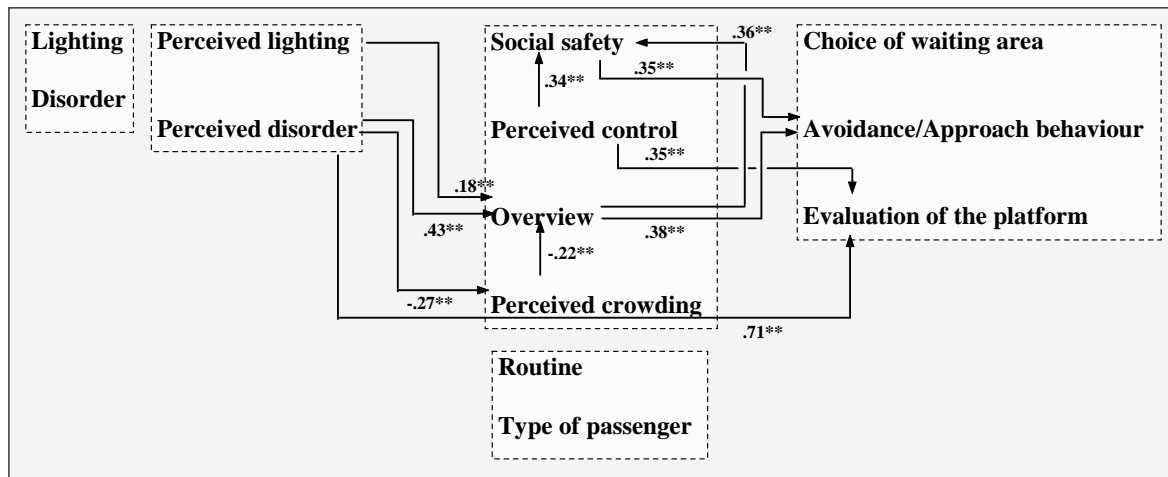 Lighting
Disorder
Perceived lighting
Perceived disorder
Social safety
Perceived control
Overview
Perceived crowding
Choice of waiting area
Avoidance/Approach behaviour
Evaluation of the platform
Routine
Type of passenger
.36**
.35**
.34**
.35**
.18**
.43**
.38**
-.22**
-.27**
.71**